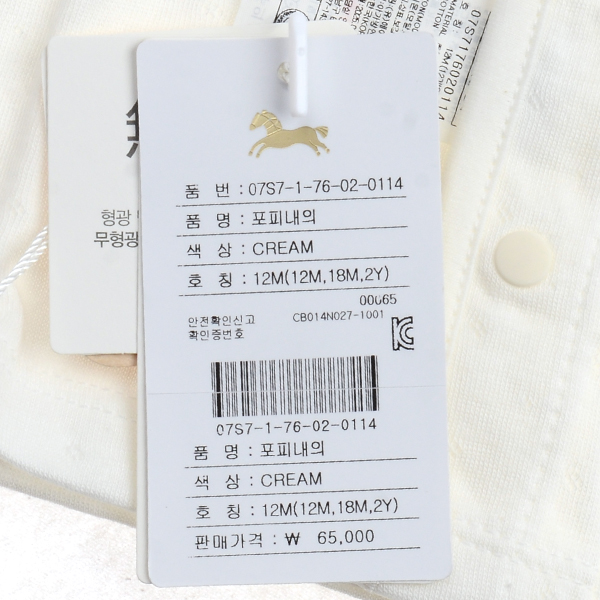 품 번 : 07S7-1-76-02-0114
품 명 : 포피내의
색 상 : CREAM
호 칭 : 12M(12M,18M,2Y)
00065
안전확인신고
확인증번호
CB014N027-1001
07S7-1-76-02-0114
품 명 : 포피내의
색 상 : CREAM
호 칭 : 12M(12M,18M,2Y)
판매가격 : ₩ 65,000
형광
무형광
07S7176020114